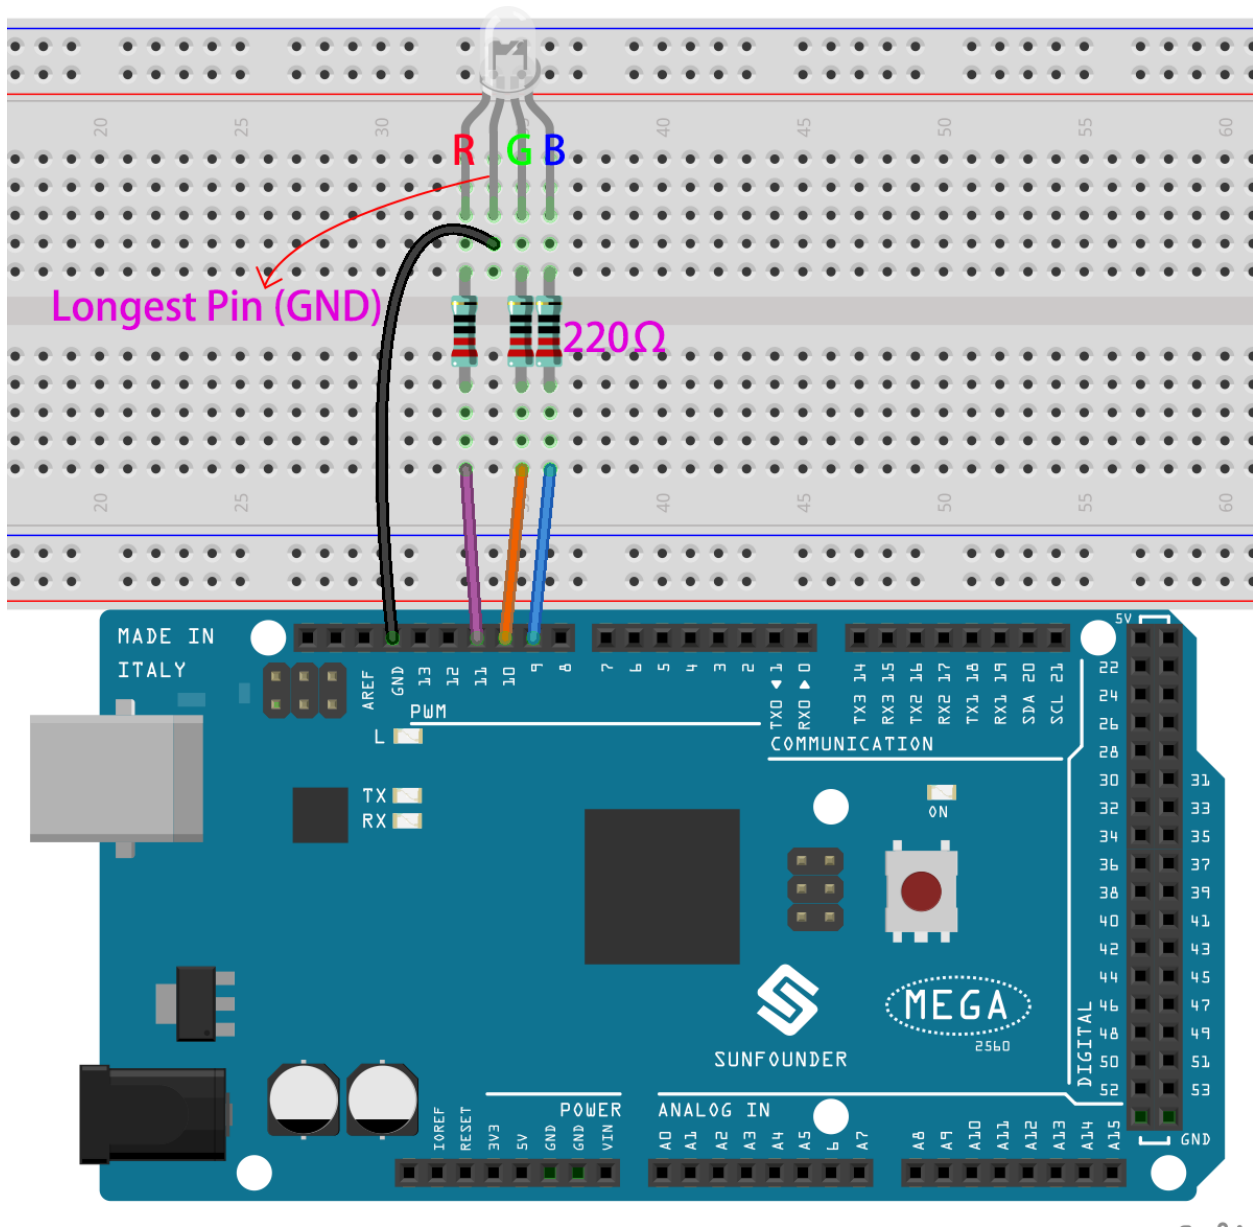 20 25 30 35 40 45 50 55 60
R G B
Longest Pin (GND)
220Ω
20 25 35 40 45 50 55 60
MADE IN
ITALY
AREF GND 13 12 11 10 9 8 7 6 5 4 3 2 TX0 ◀ 1 RX0 ▶ 0 TX3 14 RX3 15 TX2 16 RX2 17 TX1 18 RX1 19 SDA 20 SCL 21
5V
PWM
COMMUNICATION
L
TX
RX
ON
22
24
26
28
30 31
32 33
34 35
36 37
38 39
40 41
42 43
44 45
46 47
48 49
50 51
52 53
GND
DIGITAL
MEGA
2560
SUNFOUNDER
POWER
ANALOG IN
IOREF RESET 3V3 5V GND GND VIN A0 A1 A2 A3 A4 A5 6 A7 A8 A9 A10 A11 A12 A13 A14 A15